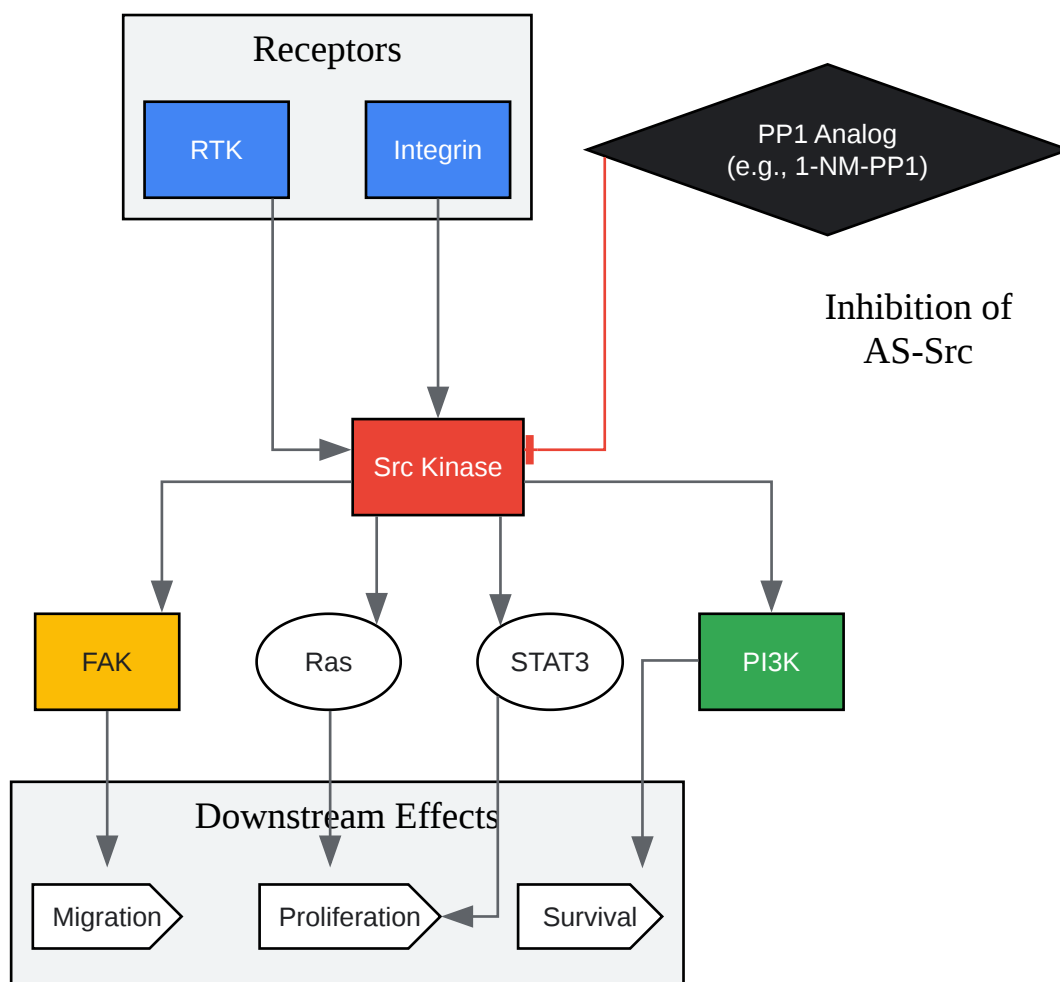 Receptors
RTK
Integrin
PP1 Analog
(e.g., 1-NM-PP1)
Inhibition of
AS-Src
Src Kinase
FAK
Ras
STAT3
PI3K
Downstream Effects
Migration
Proliferation
Survival